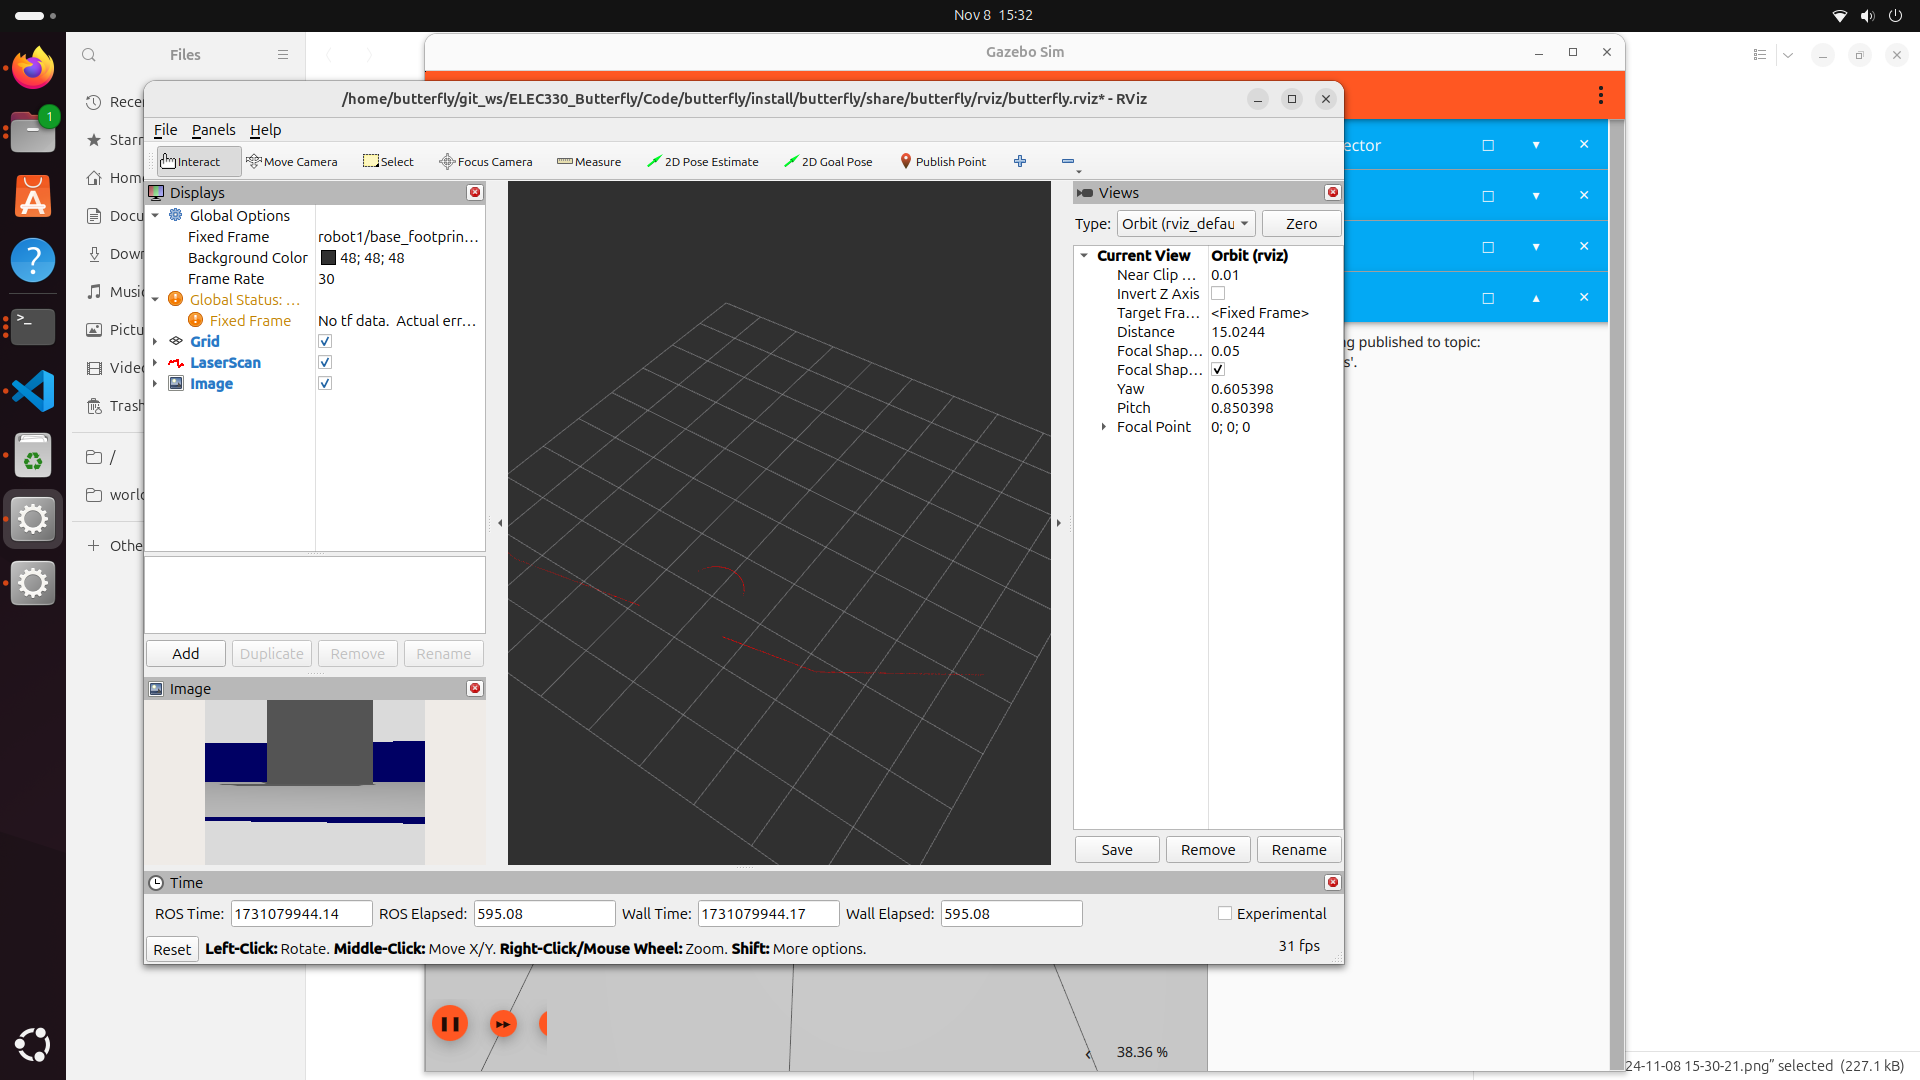 Nov 8 15:32
Files
Gazebo Sim
1
/home/butterfly/git_ws/ELEC330_Butterfly/Code/butterfly/install/butterfly/share/butterfly/rviz/butterfly.rviz* - RViz
File Panels Help
Interact Move Camera Select Focus Camera Measure 2D Pose Estimate 2D Goal Pose Publish Point
Displays
Global Options
Fixed Frame robot1/base_footprin...
Background Color 48; 48; 48
Frame Rate 30
Global Status: ...
Fixed Frame No tf data. Actual err...
Grid
LaserScan
Image
Add Duplicate Remove Rename
Image
Views
Type: Orbit (rviz_defau Zero
Current View Orbit (rviz)
Near Clip ... 0.01
Invert Z Axis
Target Fra... <Fixed Frame>
Distance 15.0244
Focal Shap... 0.05
Focal Shap...
Yaw 0.605398
Pitch 0.850398
Focal Point 0; 0; 0
Save Remove Rename
Time
ROS Time: 1731079944.14 ROS Elapsed: 595.08 Wall Time: 1731079944.17 Wall Elapsed: 595.08 Experimental
Reset Left-Click: Rotate. Middle-Click: Move X/Y. Right-Click/Mouse Wheel: Zoom. Shift: More options. 31 fps
Rece
Starr
Home
Docu
Down
Music
Pictu
Video
Trash
/
world
Othe
ector
ng published to topic:
s'.
38.36 %
24-11-08 15-30-21.png” selected (227.1 kB)